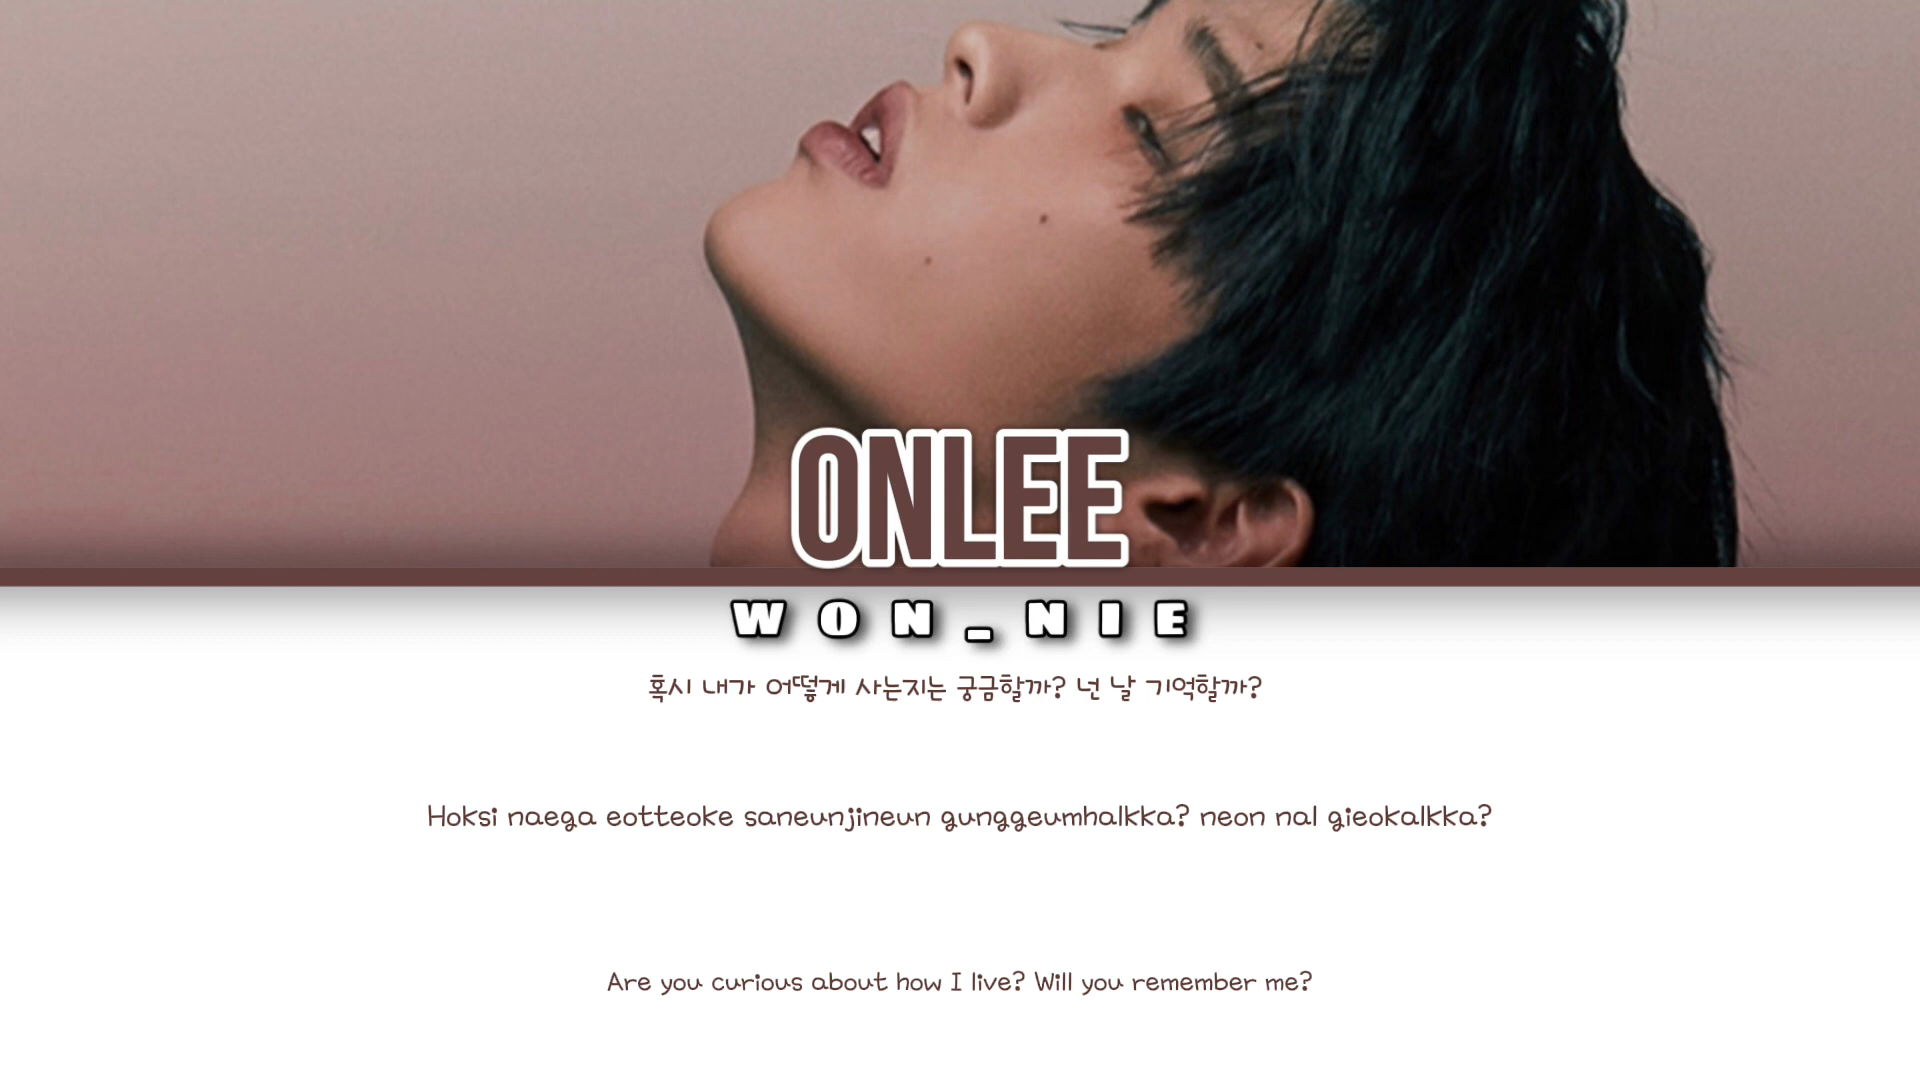 ONLEE
WON_NIE
혹시 내가 어떻게 사는지는 궁금할까? 넌 날 기억할까?
Hoksi naega eotteoke saneunjineun gunggeumhalkka? neon nal gieokalkka?
Are you curious about how I live? Will you remember me?